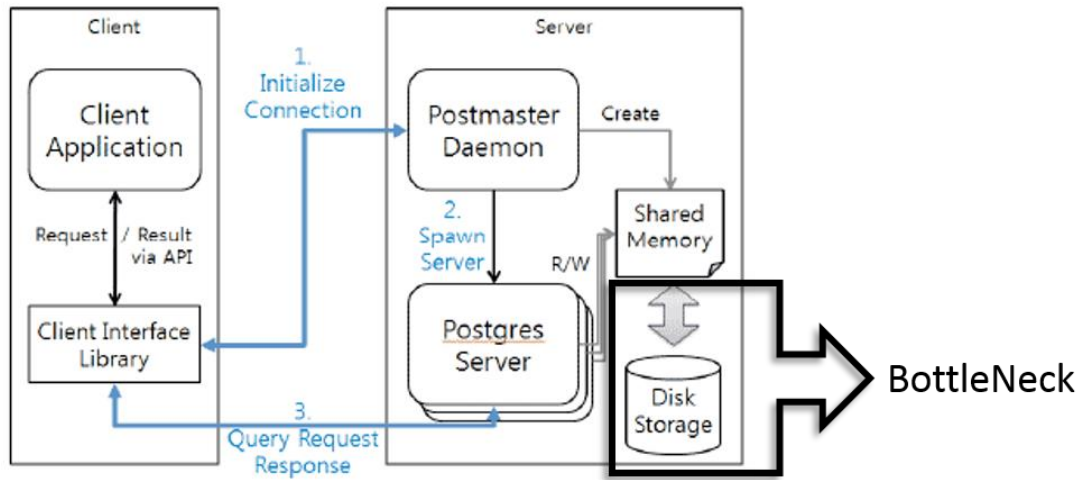 Client
Server
1.
Initialize
Connection
Client
Application
Postmaster
Daemon
Create
Request / Result
via API
2.
Spawn
Server
Shared
Memory
R/W
Client Interface
Library
Postgres
Server
Disk
Storage
BottleNeck
3.
Query Request
Response